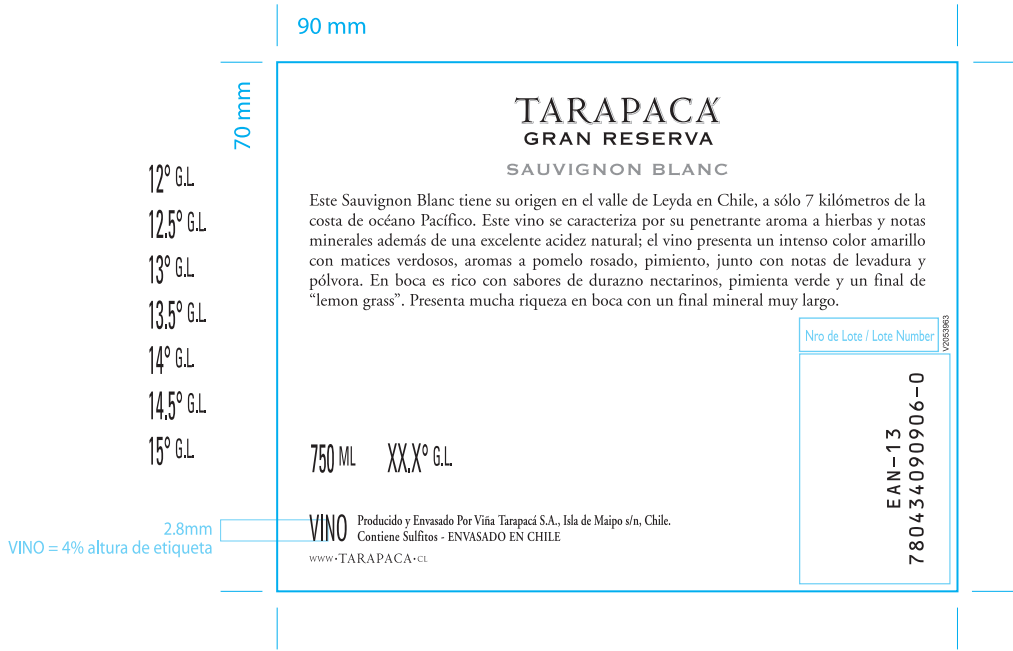 90 mm
70 mm
TARAPACÁ
GRAN RESERVA
SAUVIGNON BLANC
Este Sauvignon Blanc tiene su origen en el valle de Leyda en Chile, a sólo 7 kilómetros de la
costa de océano Pacífico. Este vino se caracteriza por su penetrante aroma a hierbas y notas
minerales además de una excelente acidez natural; el vino presenta un intenso color amarillo
con matices verdosos, aromas a pomelo rosado, pimiento, junto con notas de levadura y
pólvora. En boca es rico con sabores de durazno nectarinos, pimienta verde y un final de
“lemon grass”. Presenta mucha riqueza en boca con un final mineral muy largo.
12° G.L.
12.5° G.L.
13° G.L.
13.5° G.L.
14° G.L.
14.5° G.L.
15° G.L.
Nro de Lote / Lote Number
V2053963
EAN-13
780434090906-0
750 ML XX.X° G.L.
2.8mm
VINO = 4% altura de etiqueta
VINO
Producido y Envasado Por Viña Tarapacá S.A., Isla de Maipo s/n, Chile.
Contiene Sulfitos - ENVASADO EN CHILE
WWW•TARAPACA•CL